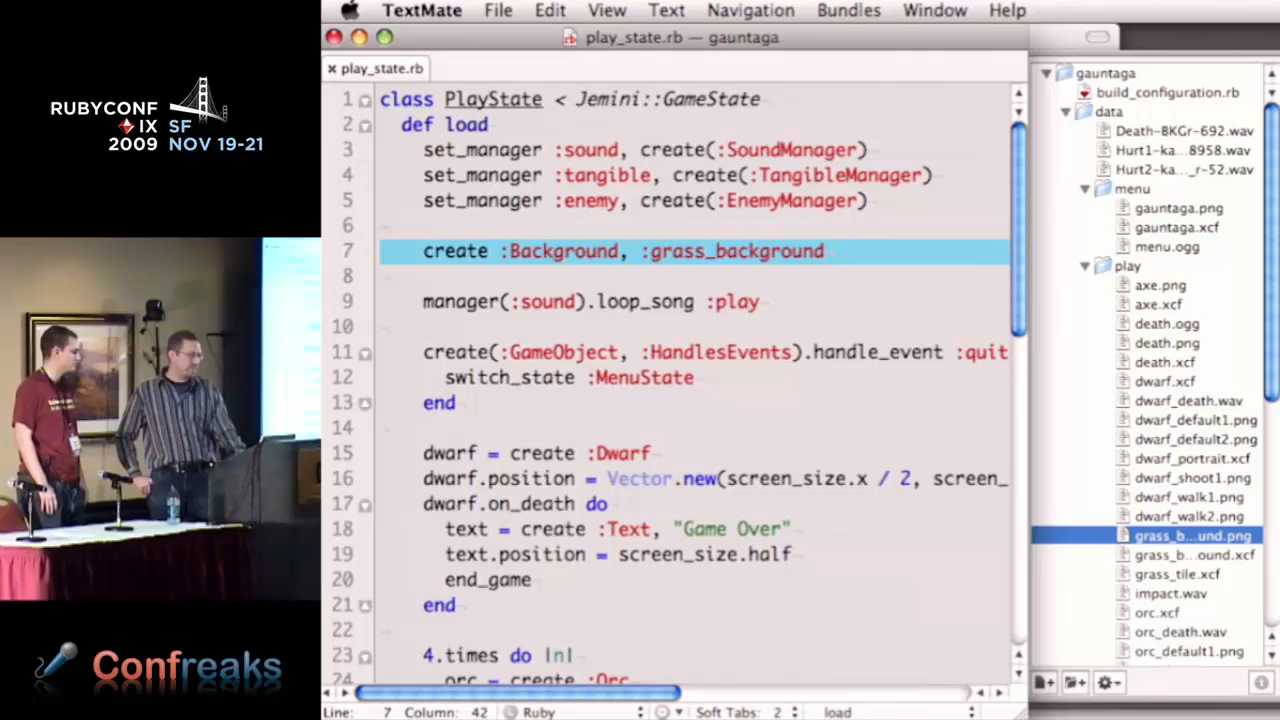 TextMate File Edit View Text Navigation Bundles Window Help
play_state.rb — gauntaga
play_state.rb
1 class PlayState < Jemini::GameState
2 def load
3 set_manager :sound, create(:SoundManager)
4 set_manager :tangible, create(:TangibleManager)
5 set_manager :enemy, create(:EnemyManager)
6
7 create :Background, :grass_background
8
9 manager(:sound).loop_song :play
10
11 create(:GameObject, :HandlesEvents).handle_event :quit
12 switch_state :MenuState
13 end
14
15 dwarf = create :Dwarf
16 dwarf.position = Vector.new(screen_size.x / 2, screen_
17 dwarf.on_death do
18 text = create :Text, "Game Over"
19 text.position = screen_size.half
20 end_game
21 end
22
23 4.times do |n|
24 orc = create :Orc
Line: 7 Column: 42 Ruby Soft Tabs: 2 load
gauntaga
build_configuration.rb
data
Death-BKGr-692.wav
Hurt1-ka...8958.wav
Hurt2-ka..._r-52.wav
menu
gauntaga.png
gauntaga.xcf
menu.ogg
play
axe.png
axe.xcf
death.ogg
death.png
death.xcf
dwarf.xcf
dwarf_death.wav
dwarf_default1.png
dwarf_default2.png
dwarf_portrait.xcf
dwarf_shoot1.png
dwarf_walk1.png
dwarf_walk2.png
grass_b...und.png
grass_b...ound.xcf
grass_tile.xcf
impact.wav
orc.xcf
orc_death.wav
orc_default1.png
RUBYCONF
IX SF
2009 NOV 19-21
Confreaks